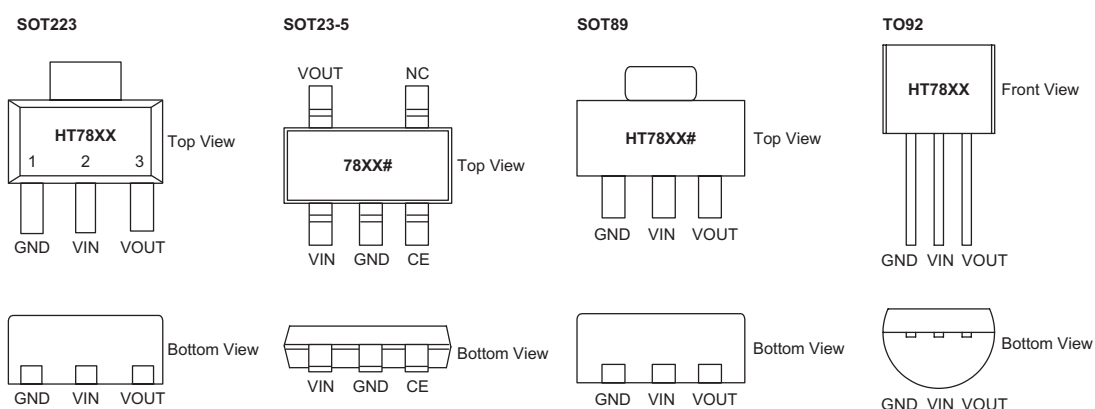 SOT223
HT78XX
1 2 3
Top View
GND VIN VOUT
Bottom View
GND VIN VOUT
SOT23-5
VOUT NC
78XX#
Top View
VIN GND CE
Bottom View
VIN GND CE
SOT89
HT78XX#
Top View
GND VIN VOUT
Bottom View
GND VIN VOUT
TO92
HT78XX
Front View
GND VIN VOUT
Bottom View
GND VIN VOUT